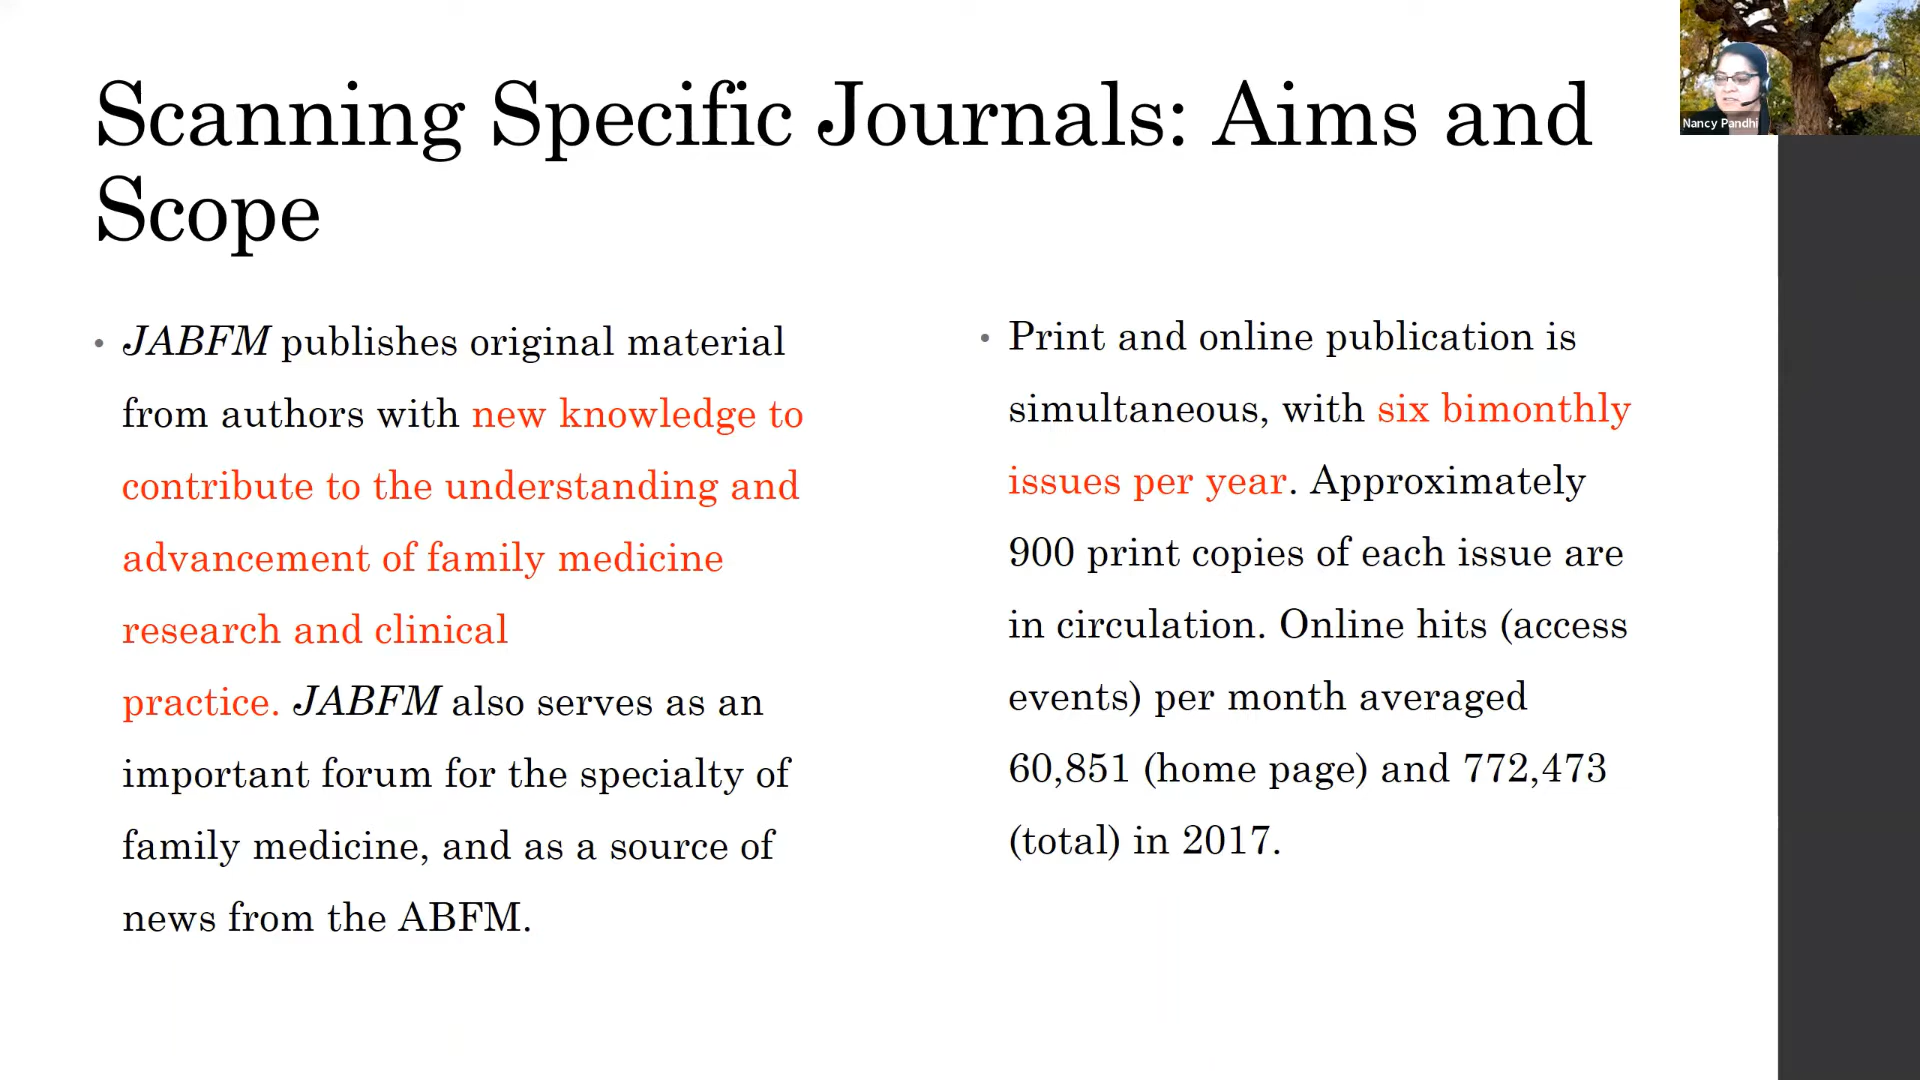 Scanning Specific Journals: Aims and
Scope
• JABFM publishes original material
from authors with new knowledge to
contribute to the understanding and
advancement of family medicine
research and clinical
practice. JABFM also serves as an
important forum for the specialty of
family medicine, and as a source of
news from the ABFM.
• Print and online publication is
simultaneous, with six bimonthly
issues per year. Approximately
900 print copies of each issue are
in circulation. Online hits (access
events) per month averaged
60,851 (home page) and 772,473
(total) in 2017.
Nancy Pandhi